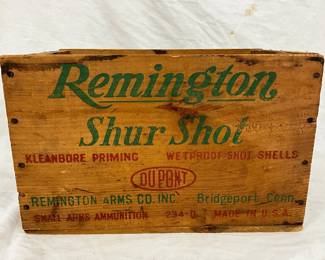 Remington
Shur Shot
KLEANBORE PRIMING WETPROOF SHOT SHELLS
DUPONT
REMINGTON ARMS CO. INC. Bridgeport, Conn.
SMALL ARMS AMMUNITION 234-D MADE IN U.S.A.